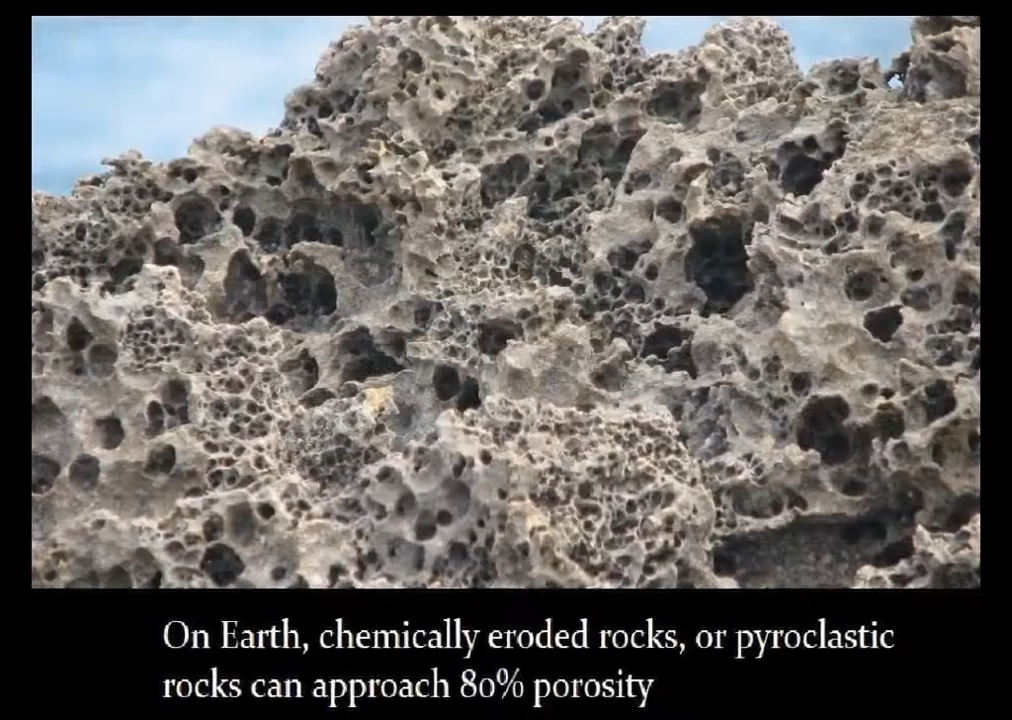 On Earth, chemically eroded rocks, or pyroclastic
rocks can approach 80% porosity